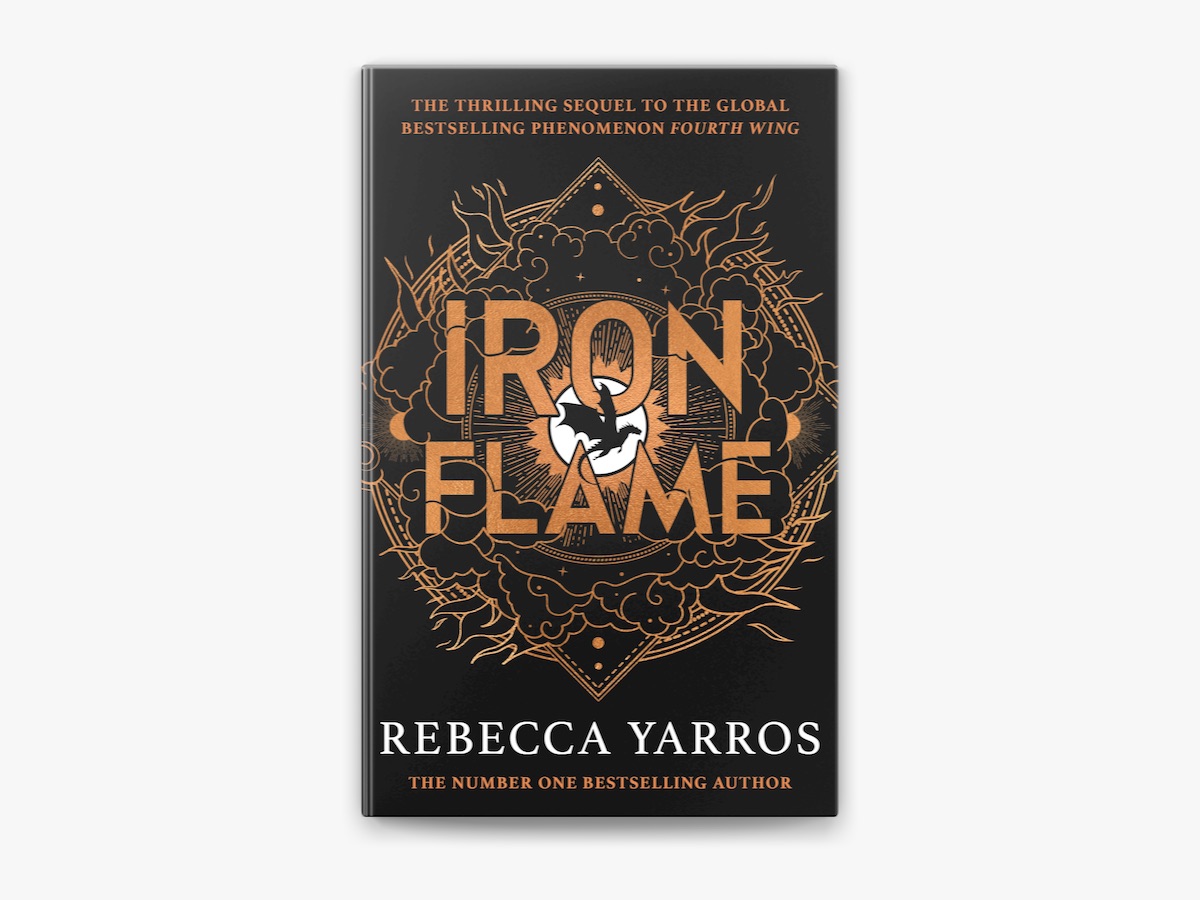 THE THRILLING SEQUEL TO THE GLOBAL
BESTSELLING PHENOMENON FOURTH WING
IRON
FLAME
REBECCA YARROS
THE NUMBER ONE BESTSELLING AUTHOR